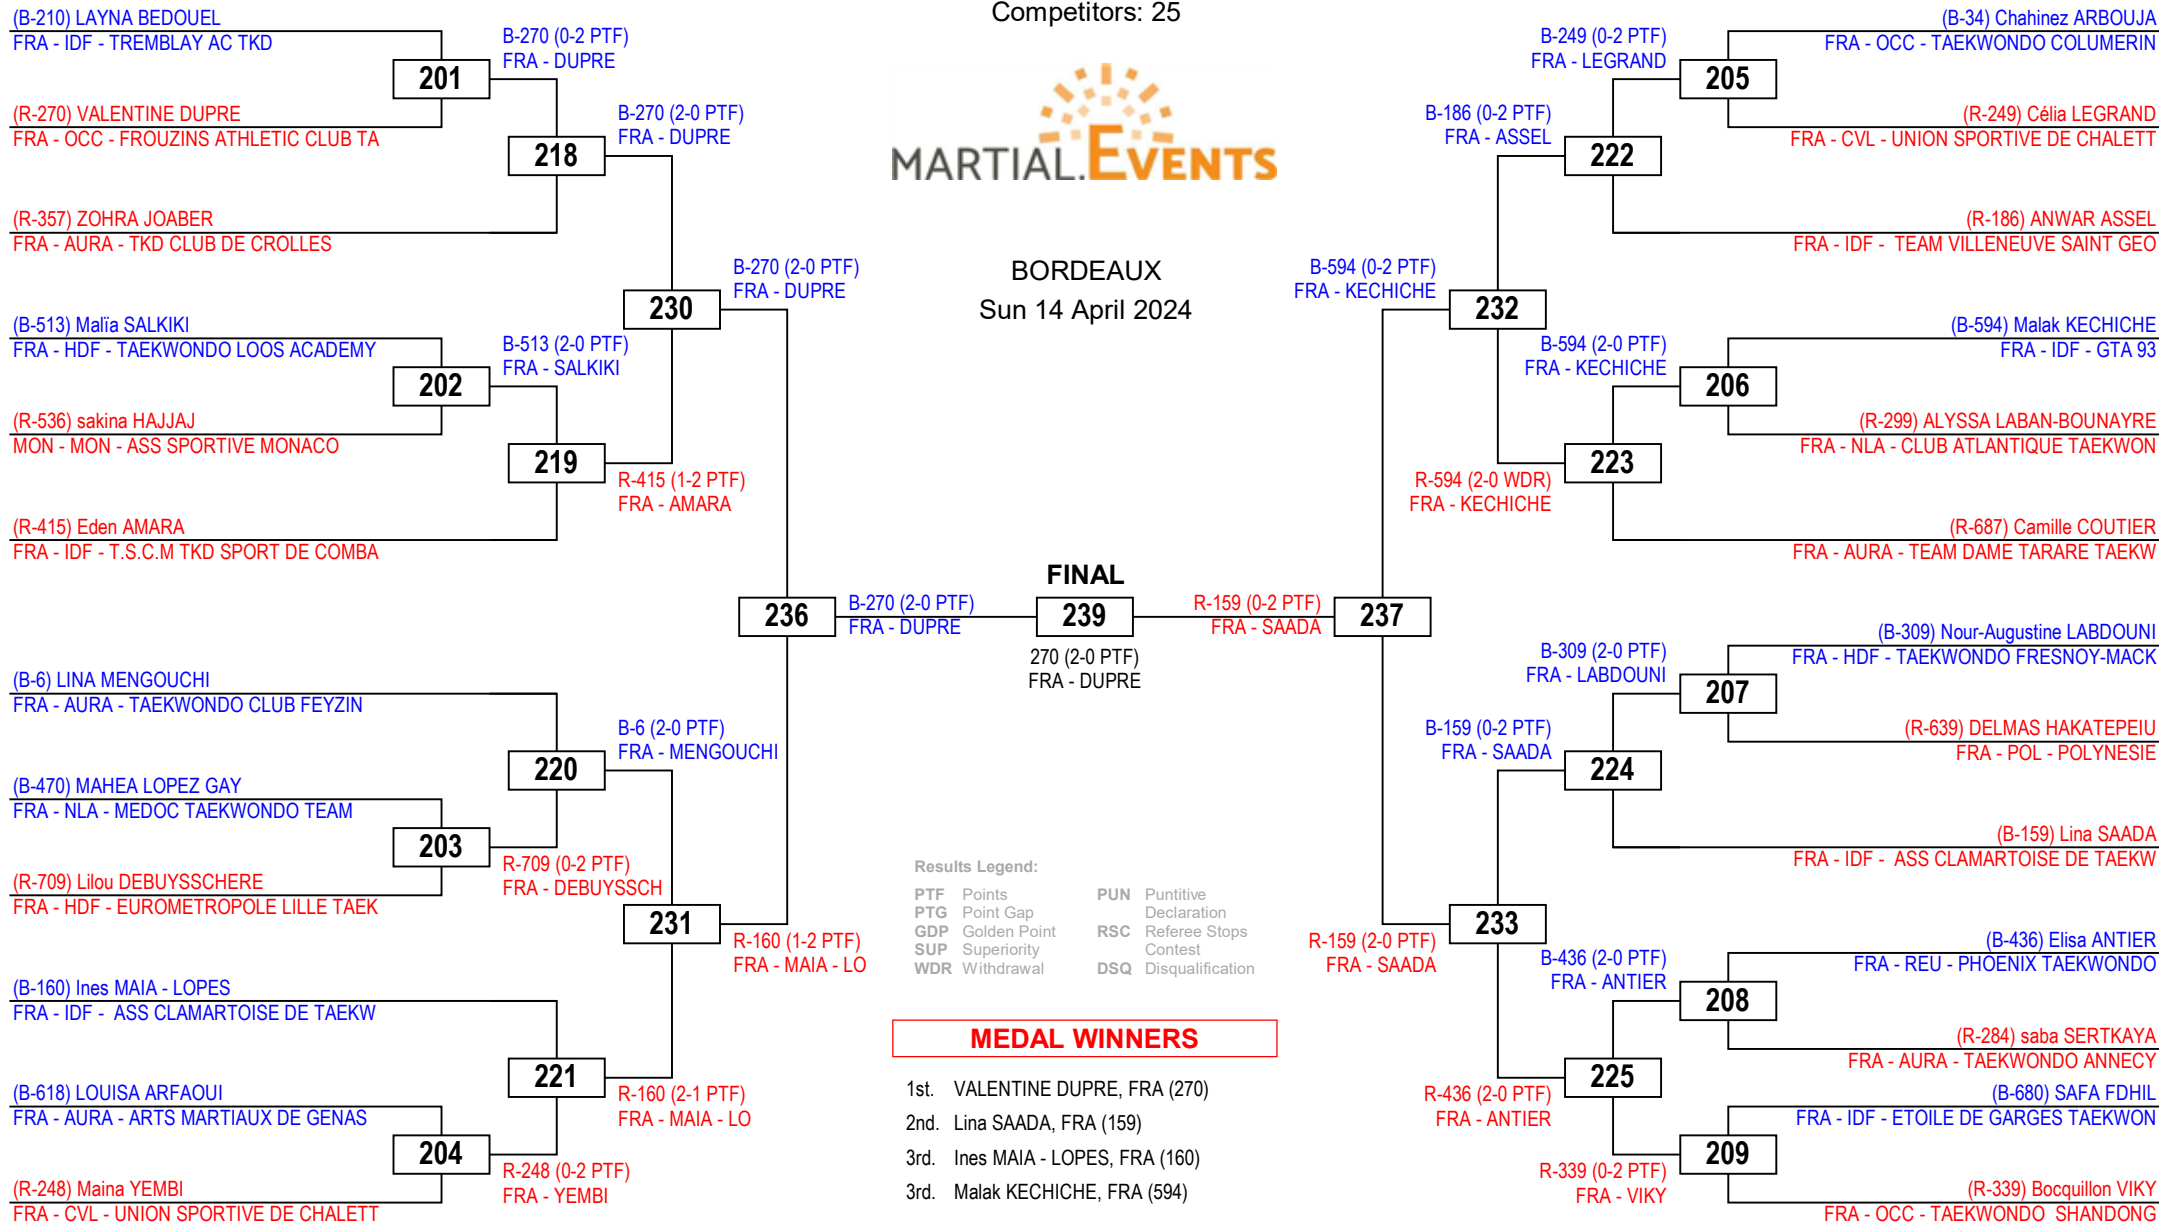 Competitors: 25
MARTIAL.EVENTS
BORDEAUX
Sun 14 April 2024
(B-210) LAYNA BEDOUEL
FRA - IDF - TREMBLAY AC TKD
201
(R-270) VALENTINE DUPRE
FRA - OCC - FROUZINS ATHLETIC CLUB TA
B-270 (0-2 PTF)
FRA - DUPRE
218
(R-357) ZOHRA JOABER
FRA - AURA - TKD CLUB DE CROLLES
B-270 (2-0 PTF)
FRA - DUPRE
230
(B-513) Malïa SALKIKI
FRA - HDF - TAEKWONDO LOOS ACADEMY
202
(R-536) sakina HAJJAJ
MON - MON - ASS SPORTIVE MONACO
B-513 (2-0 PTF)
FRA - SALKIKI
219
(R-415) Eden AMARA
FRA - IDF - T.S.C.M TKD SPORT DE COMBA
R-415 (1-2 PTF)
FRA - AMARA
B-270 (2-0 PTF)
FRA - DUPRE
236
(B-6) LINA MENGOUCHI
FRA - AURA - TAEKWONDO CLUB FEYZIN
220
(B-470) MAHEA LOPEZ GAY
FRA - NLA - MEDOC TAEKWONDO TEAM
203
(R-709) Lilou DEBUYSSCHERE
FRA - HDF - EUROMETROPOLE LILLE TAEK
R-709 (0-2 PTF)
FRA - DEBUYSSCH
B-6 (2-0 PTF)
FRA - MENGOUCHI
231
(B-160) Ines MAIA - LOPES
FRA - IDF -  ASS CLAMARTOISE DE TAEKW
221
(B-618) LOUISA ARFAOUI
FRA - AURA - ARTS MARTIAUX DE GENAS
204
(R-248) Maina YEMBI
FRA - CVL - UNION SPORTIVE DE CHALETT
R-248 (0-2 PTF)
FRA - YEMBI
R-160 (2-1 PTF)
FRA - MAIA - LO
R-160 (1-2 PTF)
FRA - MAIA - LO
B-270 (2-0 PTF)
FRA - DUPRE
FINAL
239
270 (2-0 PTF)
FRA - DUPRE
R-159 (0-2 PTF)
FRA - SAADA
237
(B-34) Chahinez ARBOUJA
FRA - OCC - TAEKWONDO COLUMERIN
205
(R-249) Célia LEGRAND
FRA - CVL - UNION SPORTIVE DE CHALETT
B-249 (0-2 PTF)
FRA - LEGRAND
222
(R-186) ANWAR ASSEL
FRA - IDF -  TEAM VILLENEUVE SAINT GEO
B-186 (0-2 PTF)
FRA - ASSEL
232
B-594 (0-2 PTF)
FRA - KECHICHE
(B-594) Malak KECHICHE
FRA - IDF - GTA 93
206
(R-299) ALYSSA LABAN-BOUNAYRE
FRA - NLA - CLUB ATLANTIQUE TAEKWON
B-594 (2-0 PTF)
FRA - KECHICHE
223
(R-687) Camille COUTIER
FRA - AURA - TEAM DAME TARARE TAEKW
R-594 (2-0 WDR)
FRA - KECHICHE
(B-309) Nour-Augustine LABDOUNI
FRA - HDF - TAEKWONDO FRESNOY-MACK
207
(R-639) DELMAS HAKATEPEIU
FRA - POL - POLYNESIE
B-309 (2-0 PTF)
FRA - LABDOUNI
224
(B-159) Lina SAADA
FRA - IDF -  ASS CLAMARTOISE DE TAEKW
B-159 (0-2 PTF)
FRA - SAADA
233
R-159 (2-0 PTF)
FRA - SAADA
(B-436) Elisa ANTIER
FRA - REU - PHOENIX TAEKWONDO
208
(R-284) saba SERTKAYA
FRA - AURA - TAEKWONDO ANNECY
B-436 (2-0 PTF)
FRA - ANTIER
225
R-436 (2-0 PTF)
FRA - ANTIER
(B-680) SAFA FDHIL
FRA - IDF - ETOILE DE GARGES TAEKWON
209
(R-339) Bocquillon VIKY
FRA - OCC - TAEKWONDO  SHANDONG
R-339 (0-2 PTF)
FRA - VIKY
Results Legend:
PTF Points
PTG Point Gap
GDP Golden Point
SUP Superiority
WDR Withdrawal
PUN Puntitive
Declaration
RSC Referee Stops
Contest
DSQ Disqualification
MEDAL WINNERS
1st. VALENTINE DUPRE, FRA (270)
2nd. Lina SAADA, FRA (159)
3rd. Ines MAIA - LOPES, FRA (160)
3rd. Malak KECHICHE, FRA (594)